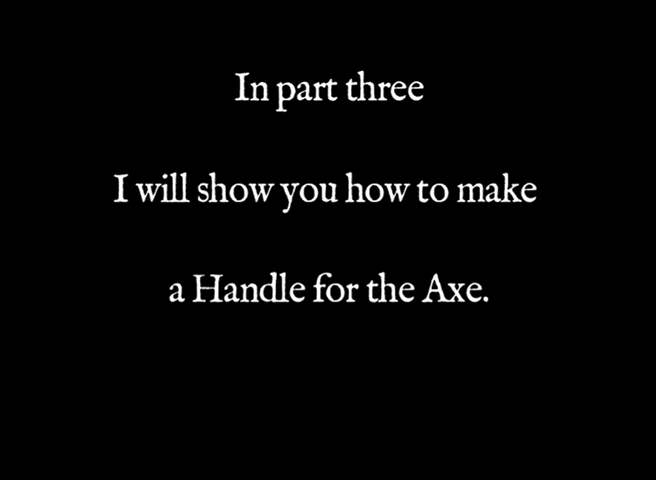 In part three
I will show you how to make
a Handle for the Axe.